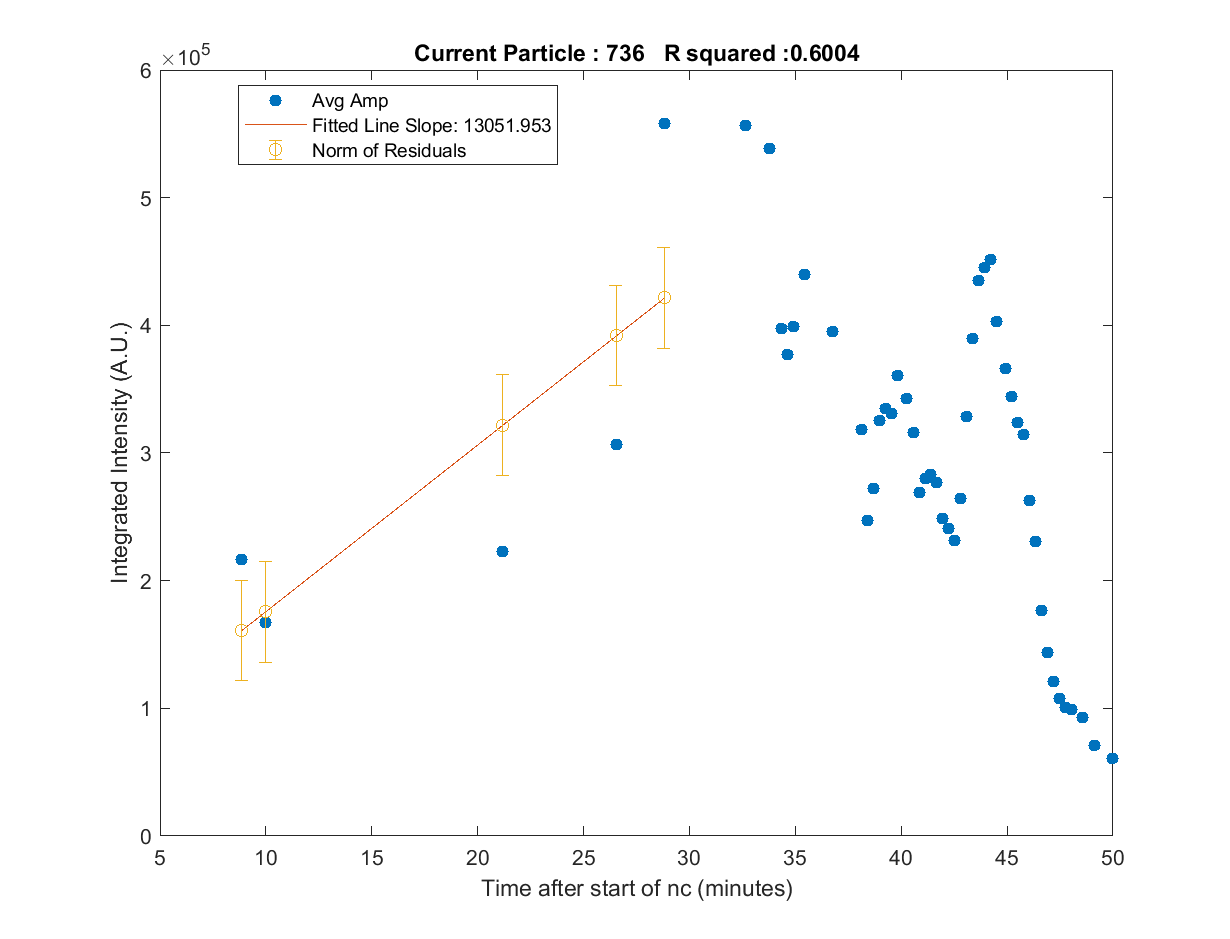 Current Particle : 736   R squared :0.6004
×10^5
6
5
4
3
2
1
0
Integrated Intensity (A.U.)
Avg Amp
Fitted Line Slope: 13051.953
Norm of Residuals
5 10 15 20 25 30 35 40 45 50
Time after start of nc (minutes)